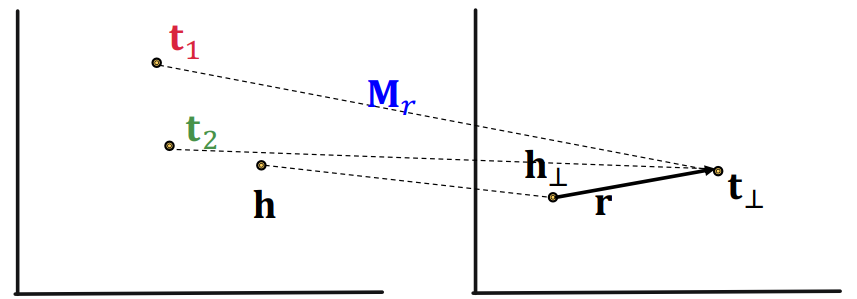 𝐭₁
𝐌ᵣ
𝐭₂
𝐡⊥
𝐭⊥
𝐡
𝐫